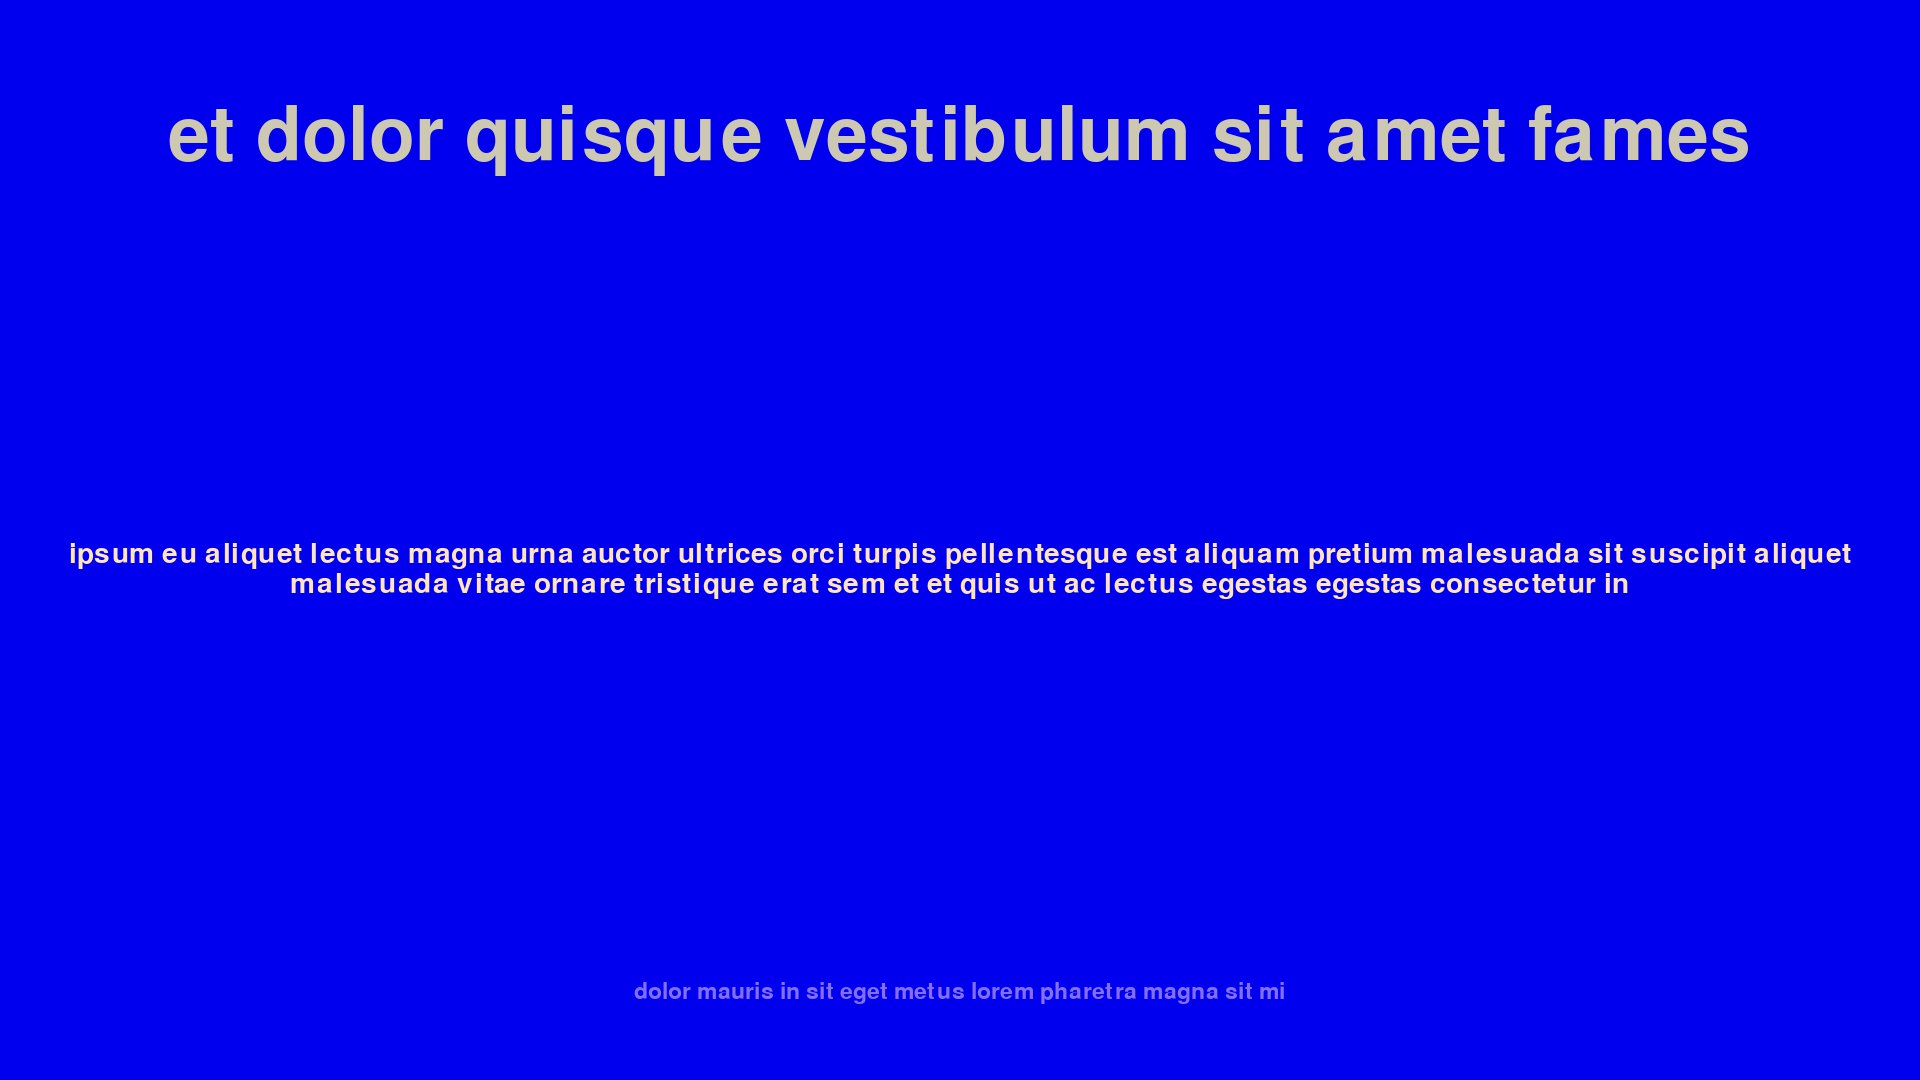 et dolor quisque vestibulum sit amet fames
ipsum eu aliquet lectus magna urna auctor ultrices orci turpis pellentesque est aliquam pretium malesuada sit suscipit aliquet
malesuada vitae ornare tristique erat sem et et quis ut ac lectus egestas egestas consectetur in
dolor mauris in sit eget metus lorem pharetra magna sit mi